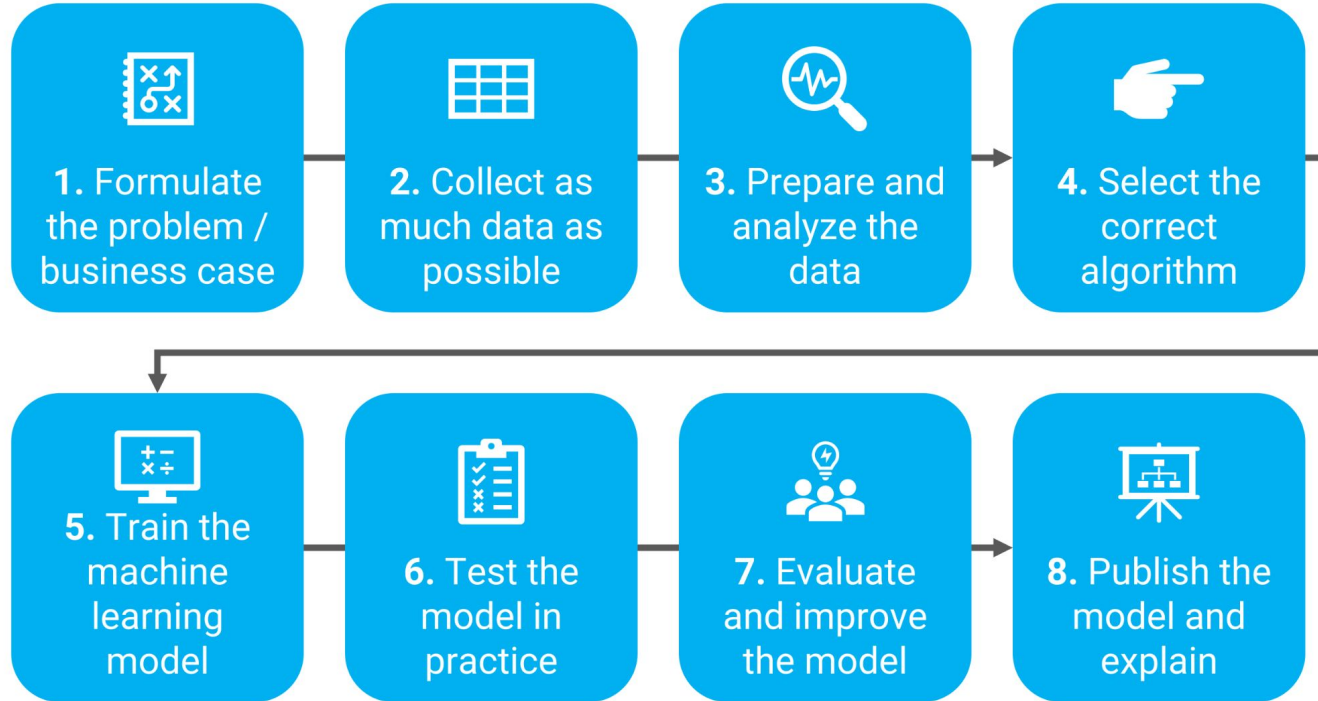 1. Formulate
the problem /
business case
2. Collect as
much data as
possible
3. Prepare and
analyze the
data
4. Select the
correct
algorithm
5. Train the
machine
learning
model
6. Test the
model in
practice
7. Evaluate
and improve
the model
8. Publish the
model and
explain